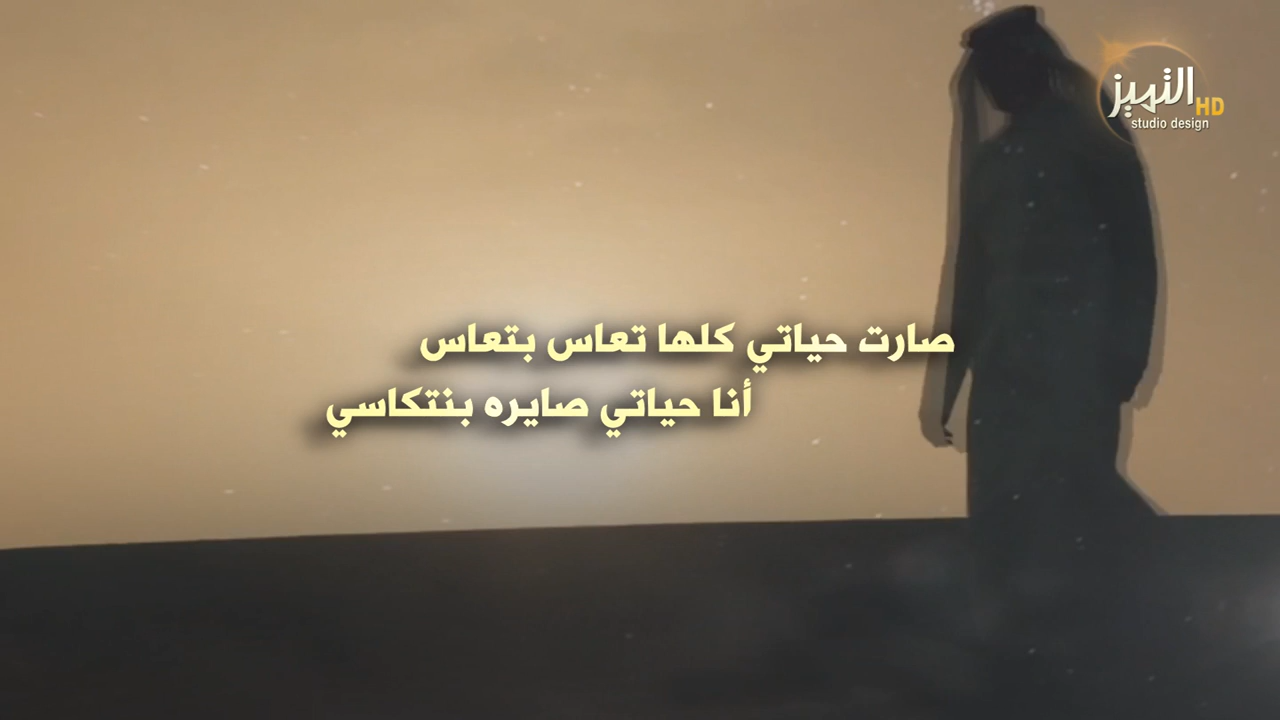 التميز HD
studio design
صارت حياتي كلها تعاس بتعاس
أنا حياتي صايره بنتكاسي